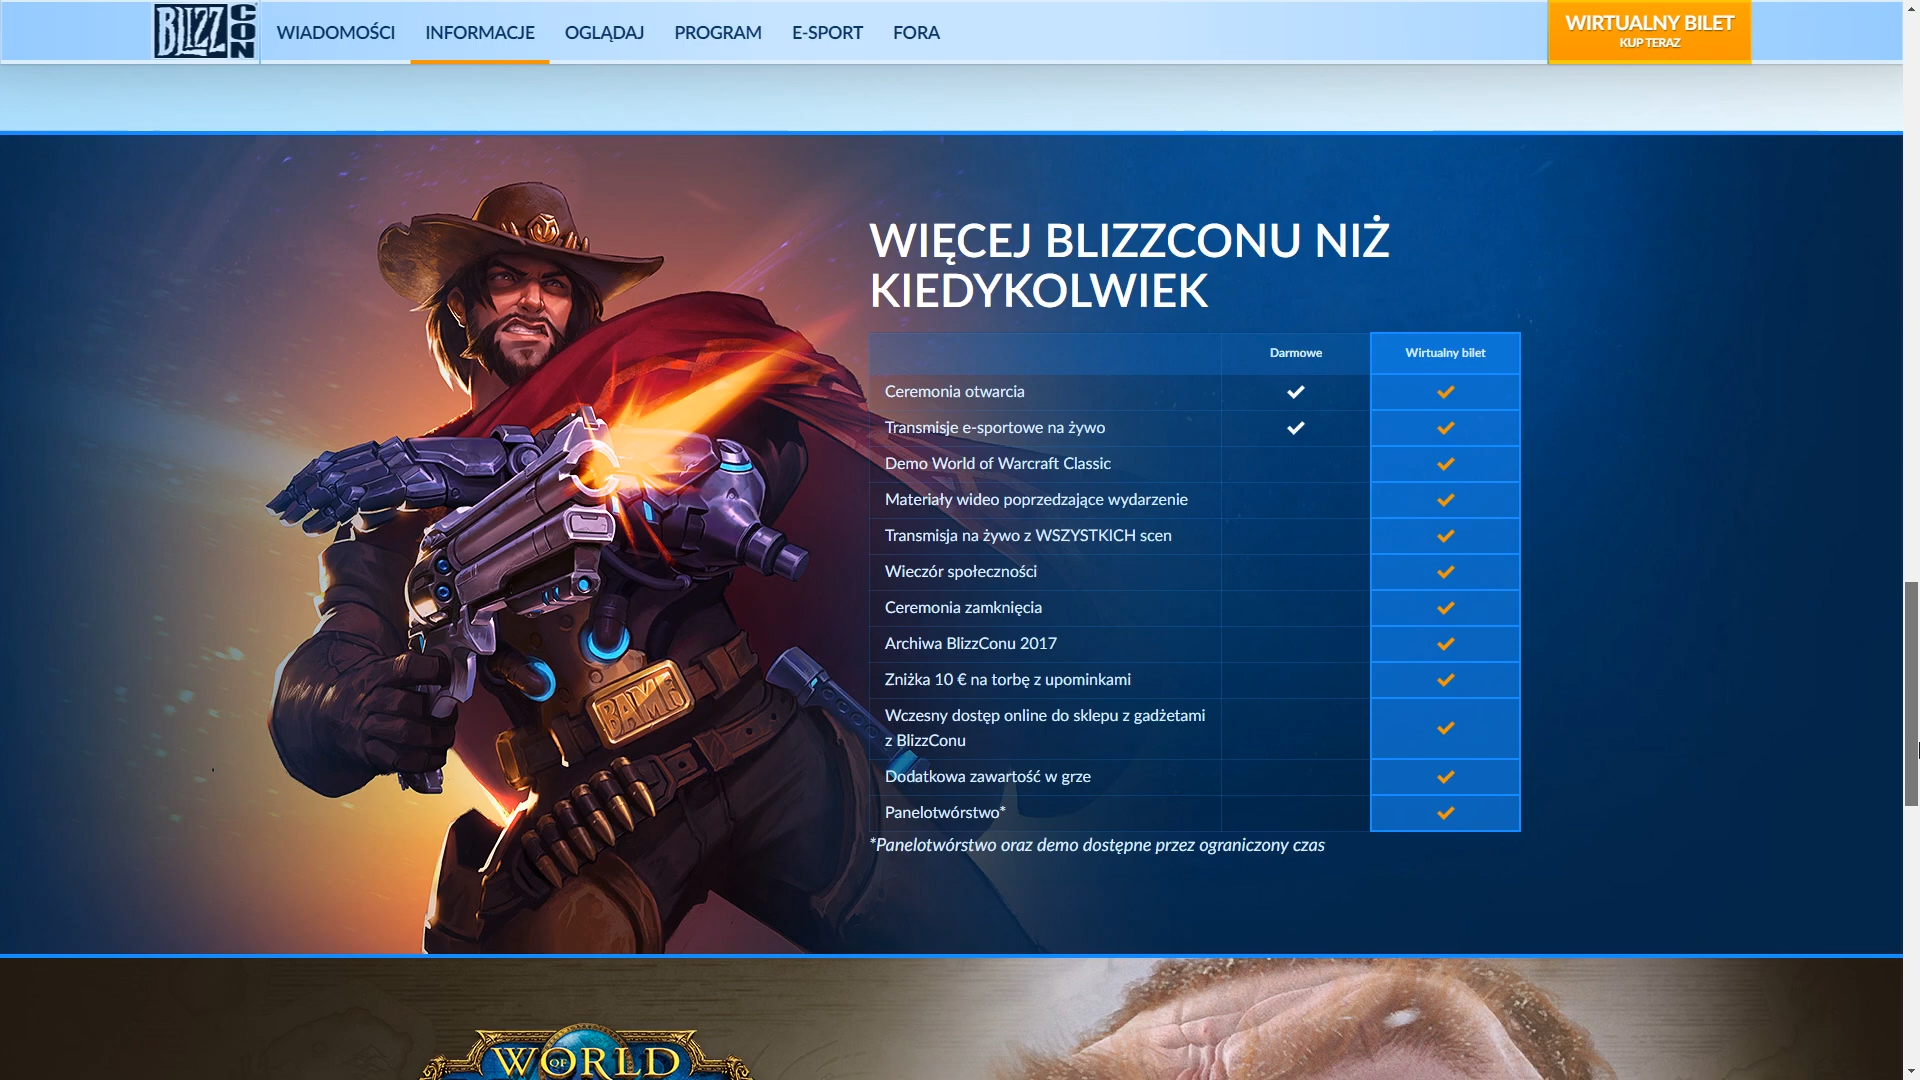 BLIZZCON
WIADOMOŚCI
INFORMACJE
OGLĄDAJ
PROGRAM
E-SPORT
FORA
WIRTUALNY BILET
KUP TERAZ
WIĘCEJ BLIZZCONU NIŻ
KIEDYKOLWIEK
Darmowe
Wirtualny bilet
Ceremonia otwarcia
Transmisje e-sportowe na żywo
Demo World of Warcraft Classic
Materiały wideo poprzedzające wydarzenie
Transmisja na żywo z WSZYSTKICH scen
Wieczór społeczności
Ceremonia zamknięcia
Archiwa BlizzConu 2017
Zniżka 10 € na torbę z upominkami
Wczesny dostęp online do sklepu z gadżetami
z BlizzConu
Dodatkowa zawartość w grze
Panelotwórstwo*
*Panelotwórstwo oraz demo dostępne przez ograniczony czas
BAMF
WORLD OF